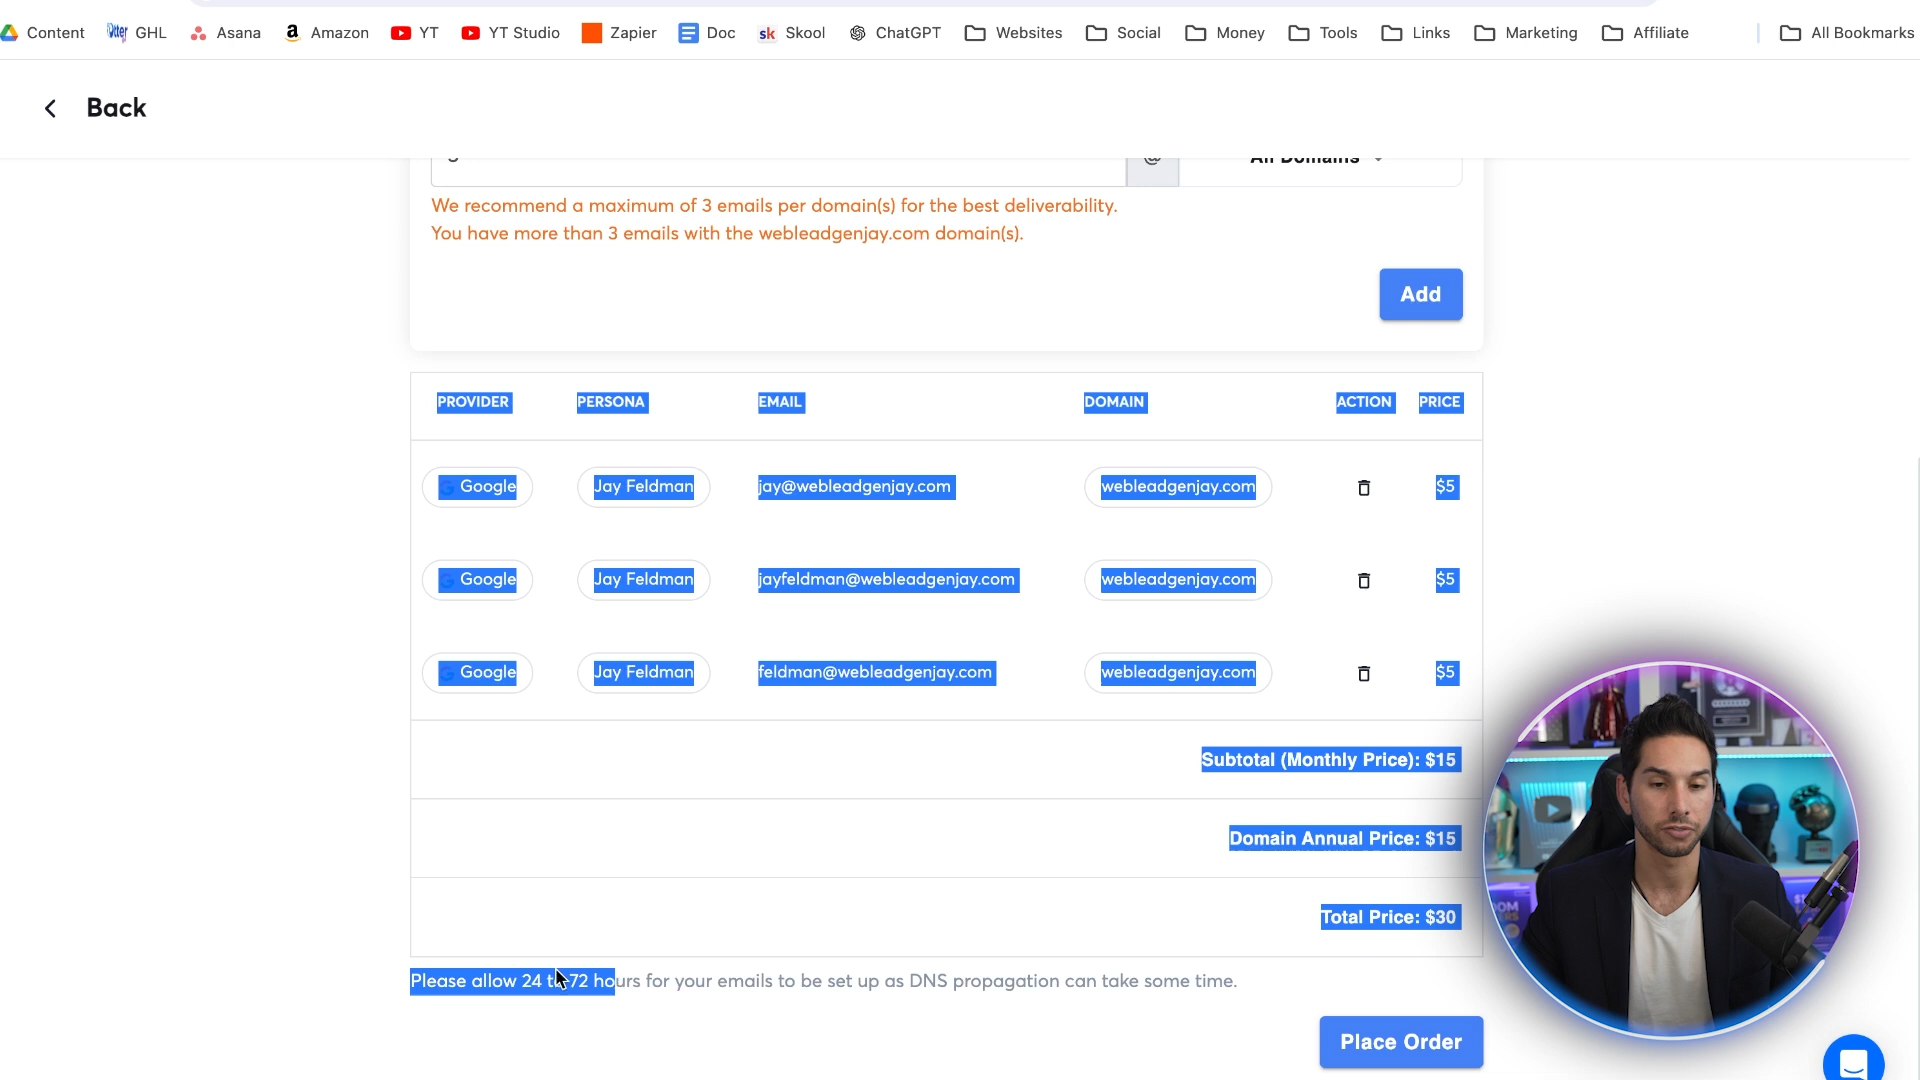 Content GHL Asana Amazon YT YT Studio Zapier Doc sk Skool ChatGPT Websites Social Money Tools Links Marketing Affiliate All Bookmarks
Back
@ All Domains
We recommend a maximum of 3 emails per domain(s) for the best deliverability.
You have more than 3 emails with the webleadgenjay.com domain(s).
Add
PROVIDER PERSONA EMAIL DOMAIN ACTION PRICE
Google Jay Feldman jay@webleadgenjay.com webleadgenjay.com $5
Google Jay Feldman jayfeldman@webleadgenjay.com webleadgenjay.com $5
Google Jay Feldman feldman@webleadgenjay.com webleadgenjay.com $5
Subtotal (Monthly Price): $15
Domain Annual Price: $15
Total Price: $30
Please allow 24 to 72 hours for your emails to be set up as DNS propagation can take some time.
Place Order